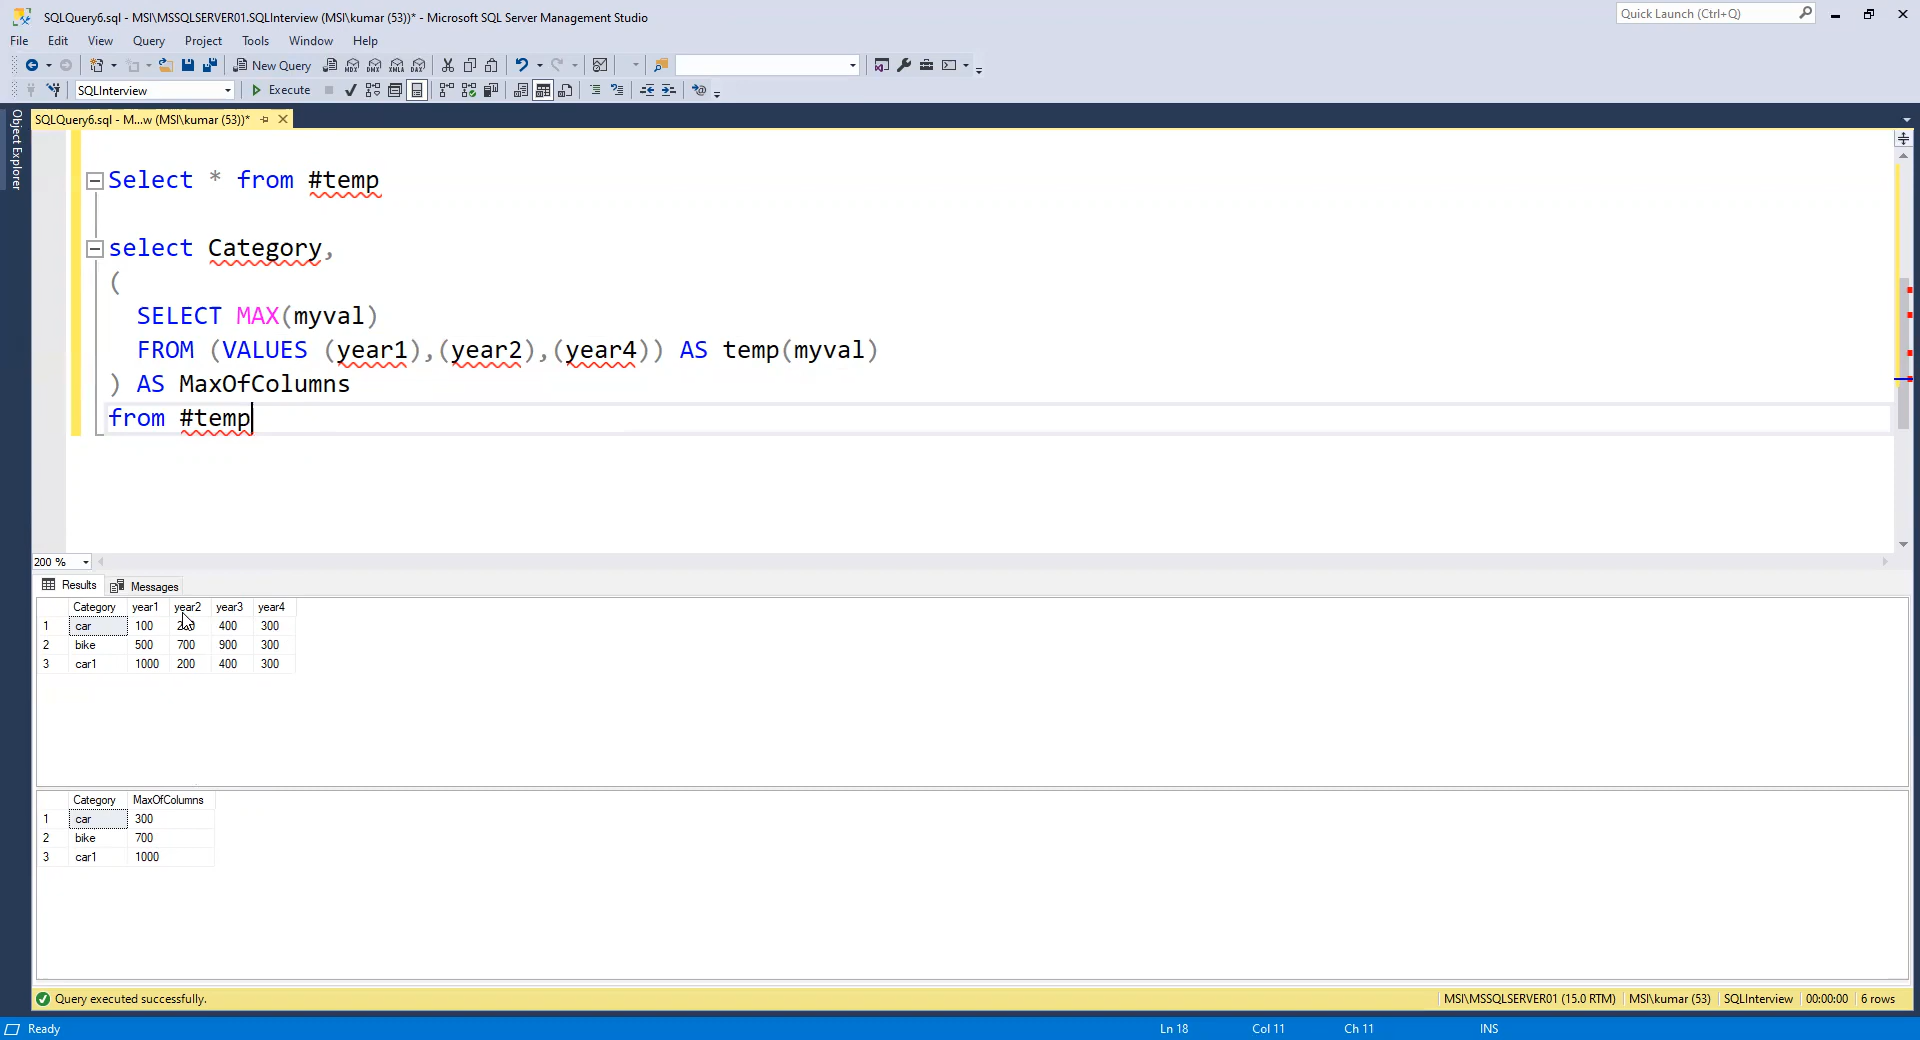 SQLQuery6.sql - MSI\MSSQLSERVER01.SQLInterview (MSI\kumar (53))* - Microsoft SQL Server Management Studio
Quick Launch (Ctrl+Q)
File Edit View Query Project Tools Window Help
New Query
SQLInterview Execute
Object Explorer
SQLQuery6.sql - M...w (MSI\kumar (53))*
Select * from #temp
select Category,
(
SELECT MAX(myval)
FROM (VALUES (year1),(year2),(year4)) AS temp(myval)
) AS MaxOfColumns
from #temp
200 %
Results Messages
Category year1 year2 year3 year4
1 car 100 400 300
2 bike 500 700 900 300
3 car1 1000 200 400 300
Category MaxOfColumns
1 car 300
2 bike 700
3 car1 1000
Query executed successfully. MSI\MSSQLSERVER01 (15.0 RTM) MSI\kumar (53) SQLInterview 00:00:00 6 rows
Ready Ln 18 Col 11 Ch 11 INS